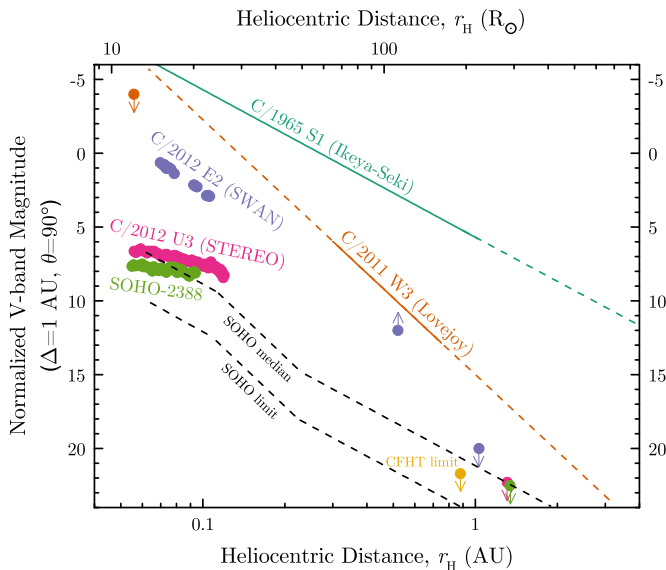 Heliocentric Distance, r_H (R_⊙)
10 100
-5 -5
0 0
5 5
10 10
15 15
20 20
Normalized V-band Magnitude
(Δ=1 AU, θ=90°)
C/1965 S1 (Ikeya-Seki)
C/2012 E2 (SWAN)
C/2012 U3 (STEREO)
SOHO-2388
C/2011 W3 (Lovejoy)
SOHO median
SOHO limit
CFHT limit
0.1 1
Heliocentric Distance, r_H (AU)